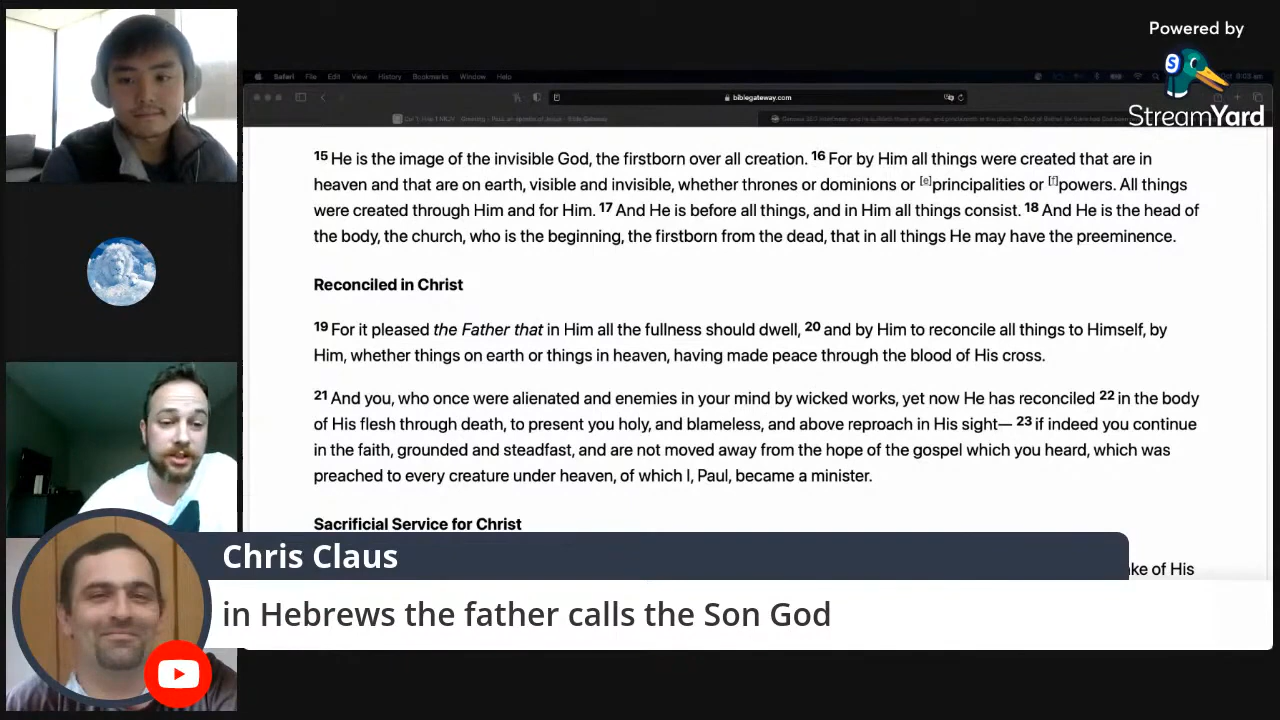 Powered by
StreamYard
Safari File Edit View History Bookmarks Window Help
biblegateway.com
15 He is the image of the invisible God, the firstborn over all creation. 16 For by Him all things were created that are in
heaven and that are on earth, visible and invisible, whether thrones or dominions or [e]principalities or [f]powers. All things
were created through Him and for Him. 17 And He is before all things, and in Him all things consist. 18 And He is the head of
the body, the church, who is the beginning, the firstborn from the dead, that in all things He may have the preeminence.
Reconciled in Christ
19 For it pleased the Father that in Him all the fullness should dwell, 20 and by Him to reconcile all things to Himself, by
Him, whether things on earth or things in heaven, having made peace through the blood of His cross.
21 And you, who once were alienated and enemies in your mind by wicked works, yet now He has reconciled 22 in the body
of His flesh through death, to present you holy, and blameless, and above reproach in His sight— 23 if indeed you continue
in the faith, grounded and steadfast, and are not moved away from the hope of the gospel which you heard, which was
preached to every creature under heaven, of which I, Paul, became a minister.
Sacrificial Service for Christ
of His
Chris Claus
in Hebrews the father calls the Son God